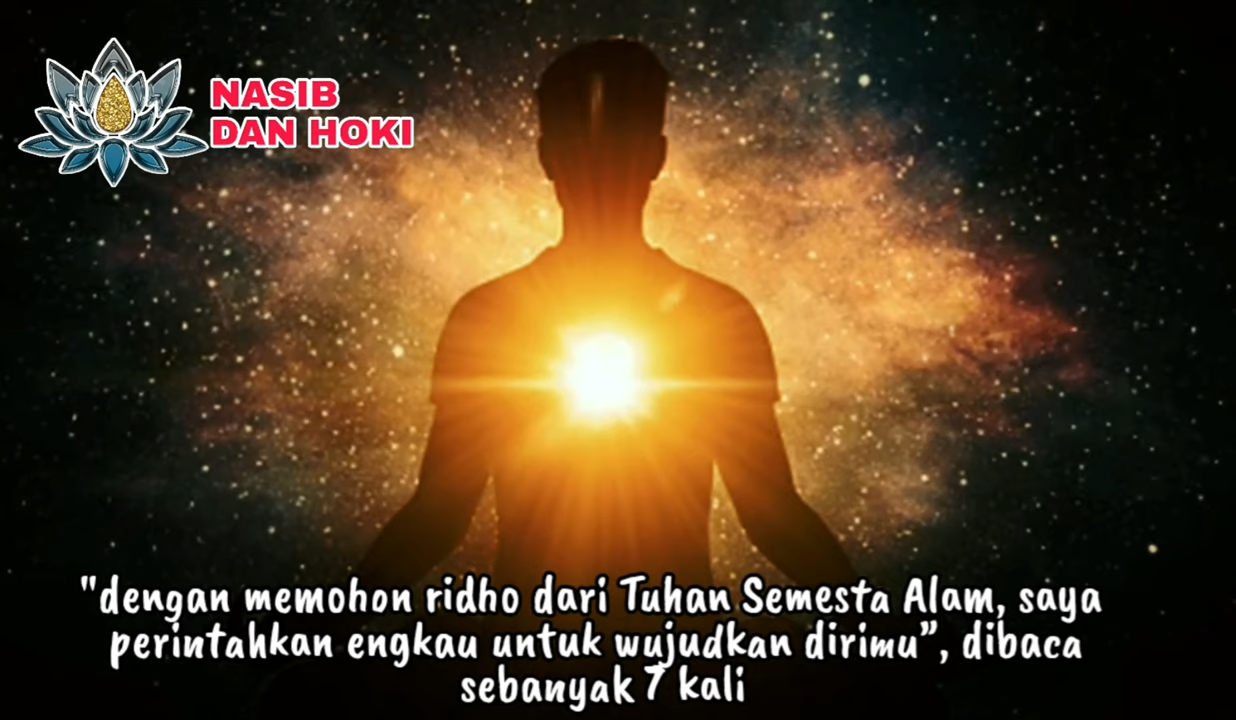 NASIB
DAN HOKI
"dengan memohon ridho dari Tuhan Semesta Alam, saya
perintahkan engkau untuk wujudkan dirimu”, dibaca
sebanyak 7 kali